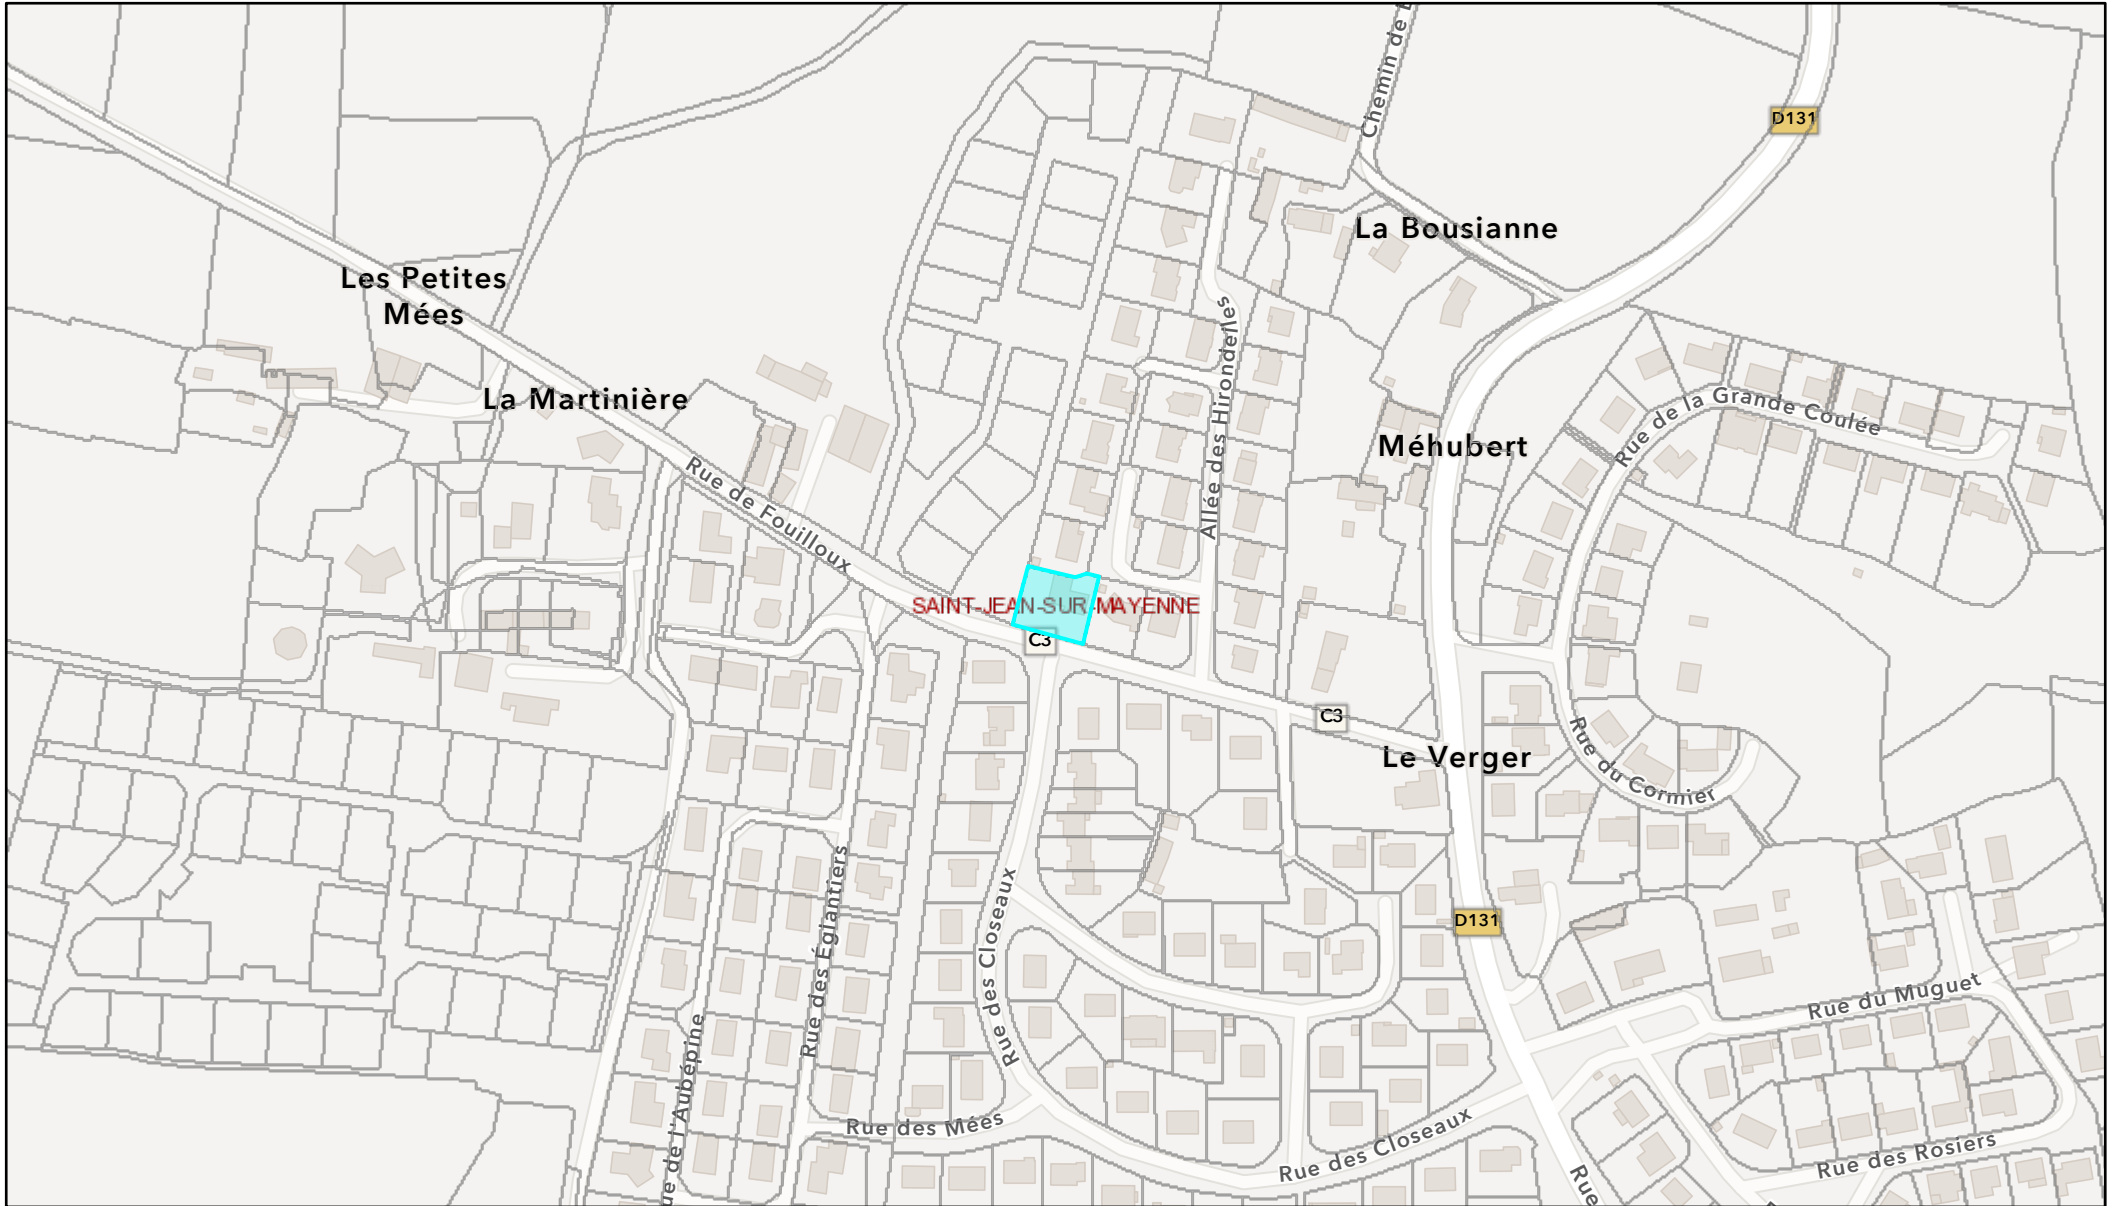 Chemin de
D131
La Bousianne
Les Petites
Mées
La Martinière
Allée des Hirondelles
Rue de la Grande Coulée
Méhubert
Rue de Fouilloux
SAINT-JEAN-SUR-MAYENNE
C3
C3
Le Verger
Rue du Cormier
Rue des Églantiers
Rue des Closeaux
D131
Rue du Muguet
ue de l'Aubépine
Rue des Mées
Rue des Closeaux
Rue des Rosiers
Rue